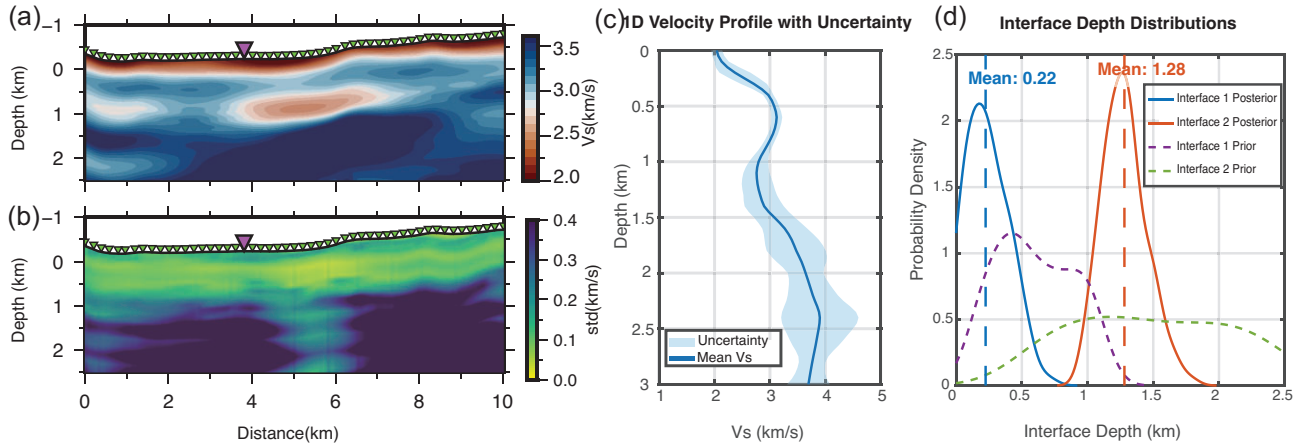 (a)
−1
0
1
2
Depth (km)
3.5
3.0
2.5
2.0
Vs(km/s)
(b)
−1
0
1
2
Depth (km)
0 2 4 6 8 10
Distance(km)
0.4
0.3
0.2
0.1
0.0
std(km/s)
(c)
1D Velocity Profile with Uncertainty
0
0.5
1
1.5
2
2.5
3
Depth (km)
Uncertainty
Mean Vs
1 2 3 4 5
Vs (km/s)
(d)
Interface Depth Distributions
2.5
2
1.5
1
0.5
0
Probability Density
Mean: 0.22
Mean: 1.28
Interface 1 Posterior
Interface 2 Posterior
Interface 1 Prior
Interface 2 Prior
0 0.5 1 1.5 2 2.5
Interface Depth (km)